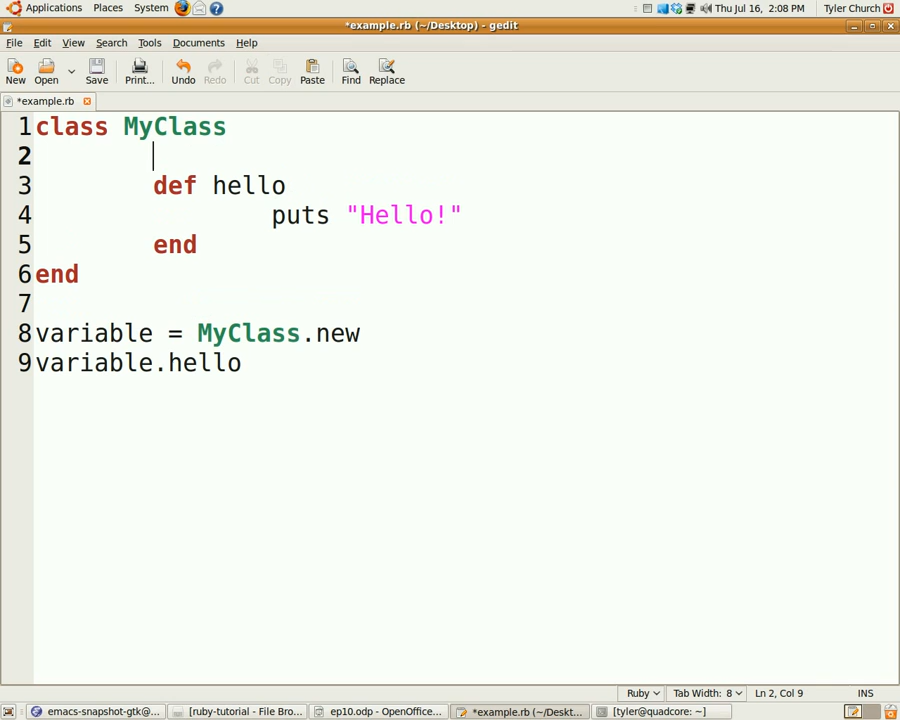 Applications Places System Thu Jul 16, 2:08 PM Tyler Church
*example.rb (~/Desktop) - gedit
File Edit View Search Tools Documents Help
New Open Save Print... Undo Redo Cut Copy Paste Find Replace
*example.rb
1 class MyClass
2
3 def hello
4 puts "Hello!"
5 end
6 end
7
8 variable = MyClass.new
9 variable.hello
Ruby Tab Width: 8 Ln 2, Col 9 INS
emacs-snapshot-gtk@... [ruby-tutorial - File Bro... ep10.odp - OpenOffice... *example.rb (~/Deskt... [tyler@quadcore: ~]